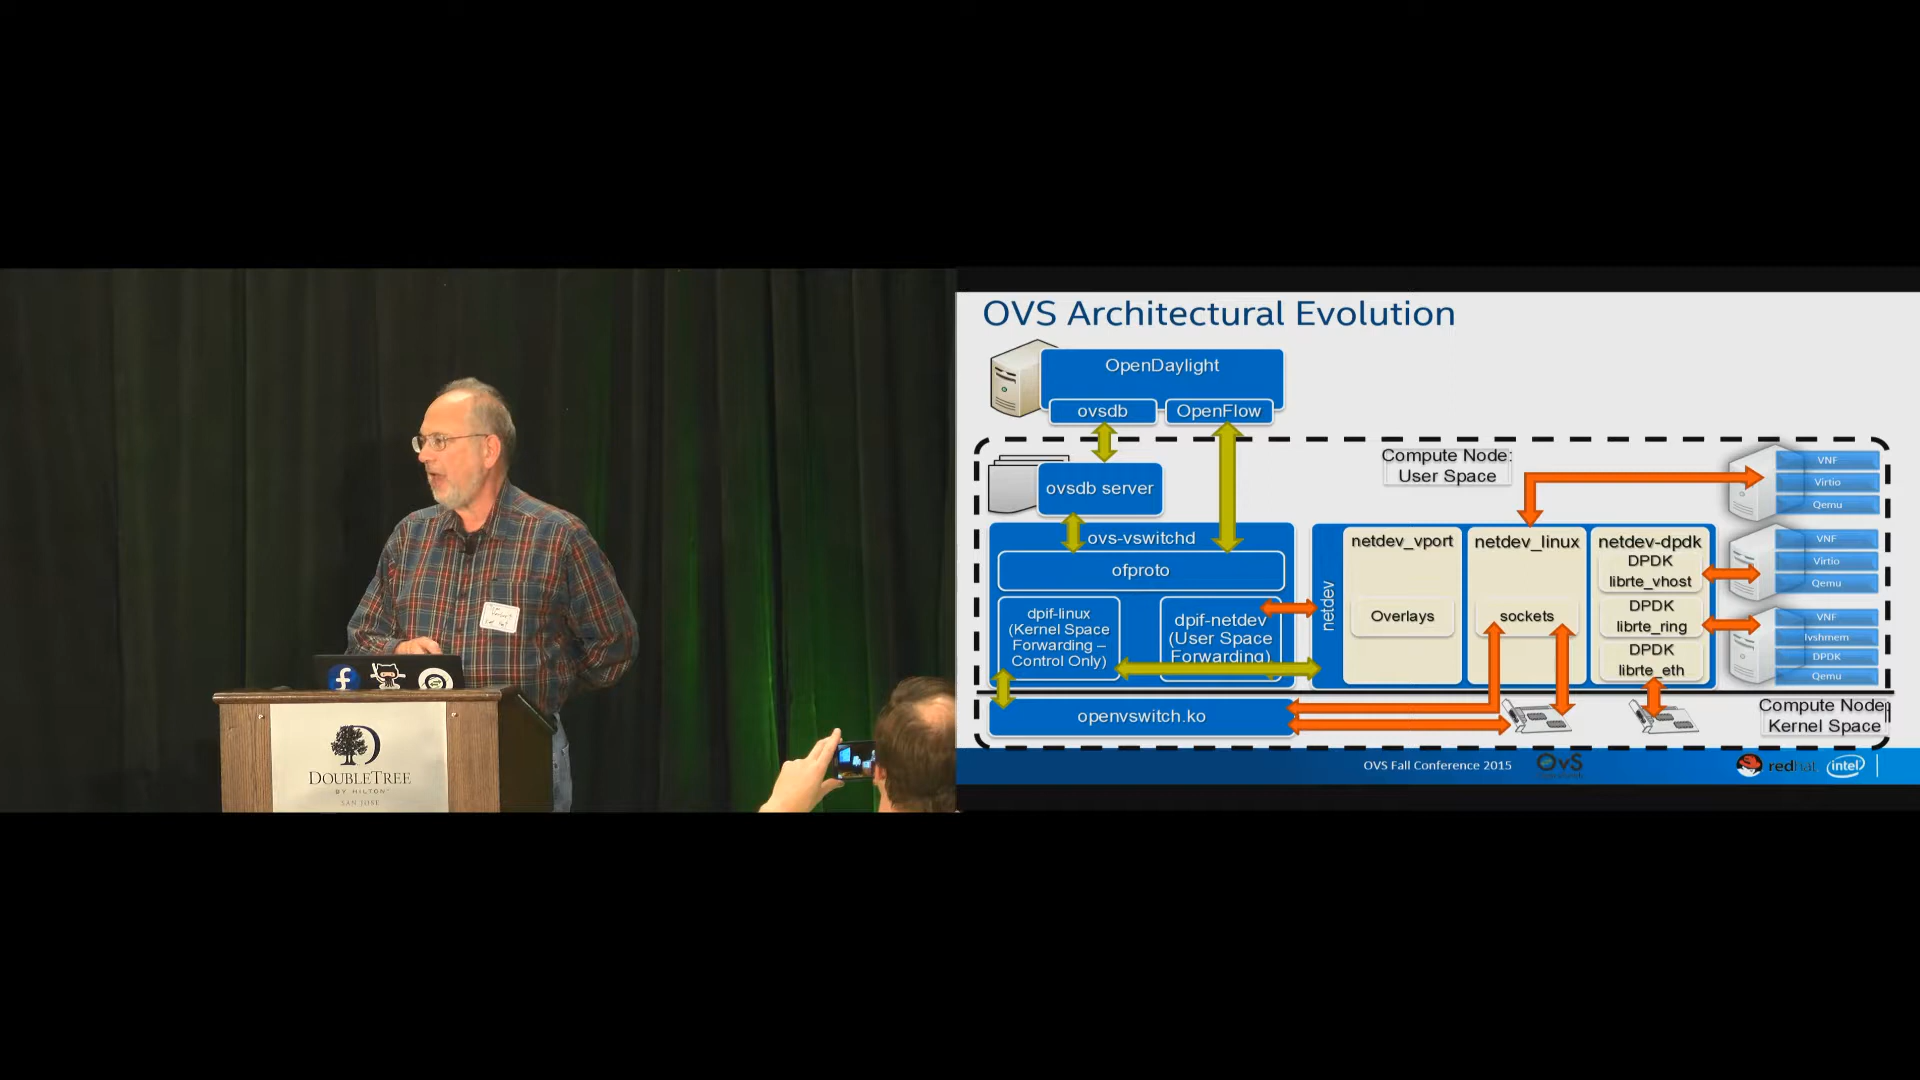 DOUBLETREE
BY HILTON
SAN JOSE
OVS Architectural Evolution
OpenDaylight
ovsdb
OpenFlow
Compute Node:
User Space
ovsdb server
ovs-vswitchd
ofproto
dpif-linux
(Kernel Space
Forwarding –
Control Only)
dpif-netdev
(User Space
Forwarding)
netdev
netdev_vport
Overlays
netdev_linux
sockets
netdev-dpdk
DPDK
librte_vhost
DPDK
librte_ring
DPDK
librte_eth
VNF
Virtio
Qemu
VNF
Virtio
Qemu
VNF
Ivshmem
DPDK
Qemu
openvswitch.ko
Compute Node:
Kernel Space
OVS Fall Conference 2015
OvS
redhat
intel